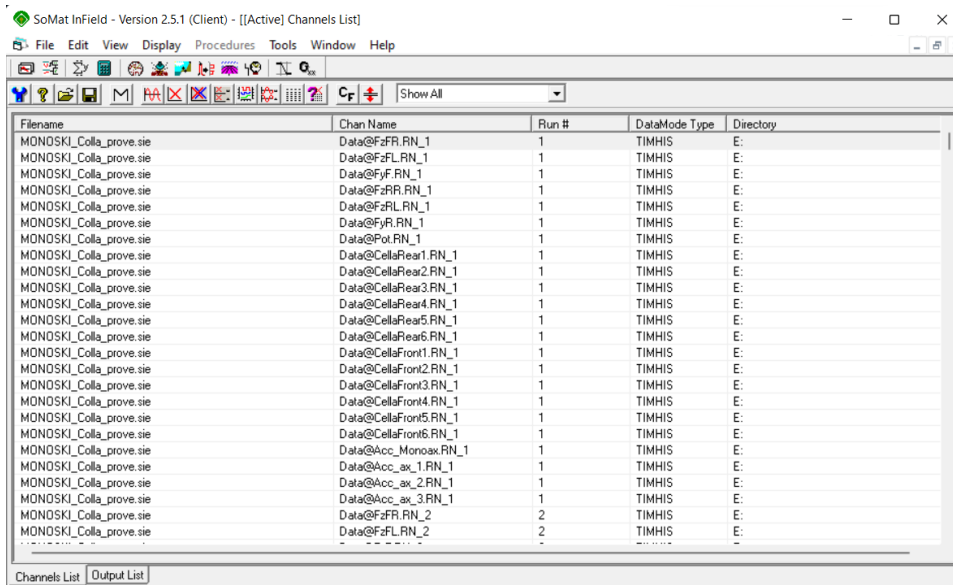 SoMat InField - Version 2.5.1 (Client) - [[Active] Channels List]
File Edit View Display Procedures Tools Window Help
M CF Show All
Filename Chan Name Run # DataMode Type Directory
MONOSKI_Colla_prove.sie Data@FzFR.RN_1 1 TIMHIS E:
MONOSKI_Colla_prove.sie Data@FzFL.RN_1 1 TIMHIS E:
MONOSKI_Colla_prove.sie Data@FyF.RN_1 1 TIMHIS E:
MONOSKI_Colla_prove.sie Data@FzRR.RN_1 1 TIMHIS E:
MONOSKI_Colla_prove.sie Data@FzRL.RN_1 1 TIMHIS E:
MONOSKI_Colla_prove.sie Data@FyR.RN_1 1 TIMHIS E:
MONOSKI_Colla_prove.sie Data@Pot.RN_1 1 TIMHIS E:
MONOSKI_Colla_prove.sie Data@CellaRear1.RN_1 1 TIMHIS E:
MONOSKI_Colla_prove.sie Data@CellaRear2.RN_1 1 TIMHIS E:
MONOSKI_Colla_prove.sie Data@CellaRear3.RN_1 1 TIMHIS E:
MONOSKI_Colla_prove.sie Data@CellaRear4.RN_1 1 TIMHIS E:
MONOSKI_Colla_prove.sie Data@CellaRear5.RN_1 1 TIMHIS E:
MONOSKI_Colla_prove.sie Data@CellaRear6.RN_1 1 TIMHIS E:
MONOSKI_Colla_prove.sie Data@CellaFront1.RN_1 1 TIMHIS E:
MONOSKI_Colla_prove.sie Data@CellaFront2.RN_1 1 TIMHIS E:
MONOSKI_Colla_prove.sie Data@CellaFront3.RN_1 1 TIMHIS E:
MONOSKI_Colla_prove.sie Data@CellaFront4.RN_1 1 TIMHIS E:
MONOSKI_Colla_prove.sie Data@CellaFront5.RN_1 1 TIMHIS E:
MONOSKI_Colla_prove.sie Data@CellaFront6.RN_1 1 TIMHIS E:
MONOSKI_Colla_prove.sie Data@Acc_Monoax.RN_1 1 TIMHIS E:
MONOSKI_Colla_prove.sie Data@Acc_ax_1.RN_1 1 TIMHIS E:
MONOSKI_Colla_prove.sie Data@Acc_ax_2.RN_1 1 TIMHIS E:
MONOSKI_Colla_prove.sie Data@Acc_ax_3.RN_1 1 TIMHIS E:
MONOSKI_Colla_prove.sie Data@FzFR.RN_2 2 TIMHIS E:
MONOSKI_Colla_prove.sie Data@FzFL.RN_2 2 TIMHIS E:
Channels List Output List